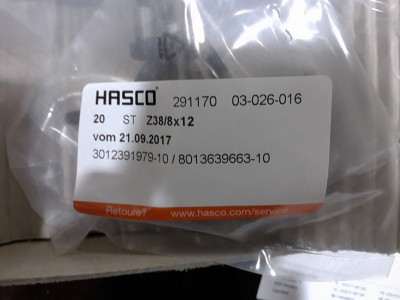 HASCO 291170 03-026-016
20 ST Z38/8x12
vom 21.09.2017
3012391979-10 / 8013639663-10
Retoure? www.hasco.com/service